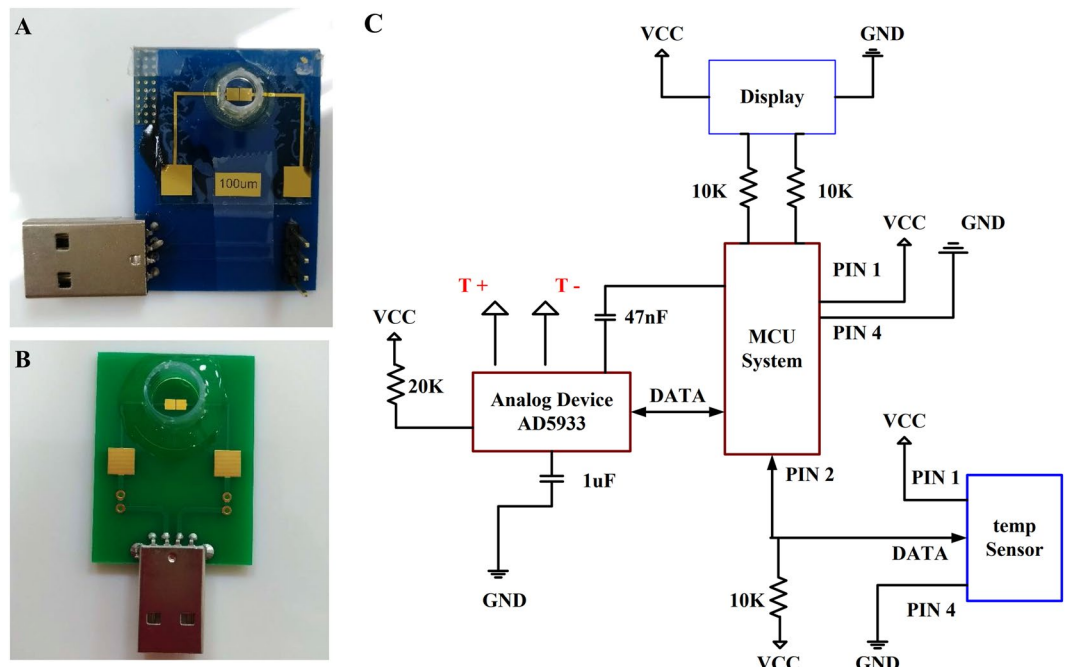 A
100um
B
C
VCC
GND
Display
10K
10K
VCC
GND
PIN 1
PIN 4
T +
T -
VCC
47nF
20K
MCU
System
Analog Device
AD5933
DATA
1uF
GND
PIN 2
VCC
PIN 1
temp
Sensor
DATA
PIN 4
10K
VCC
GND